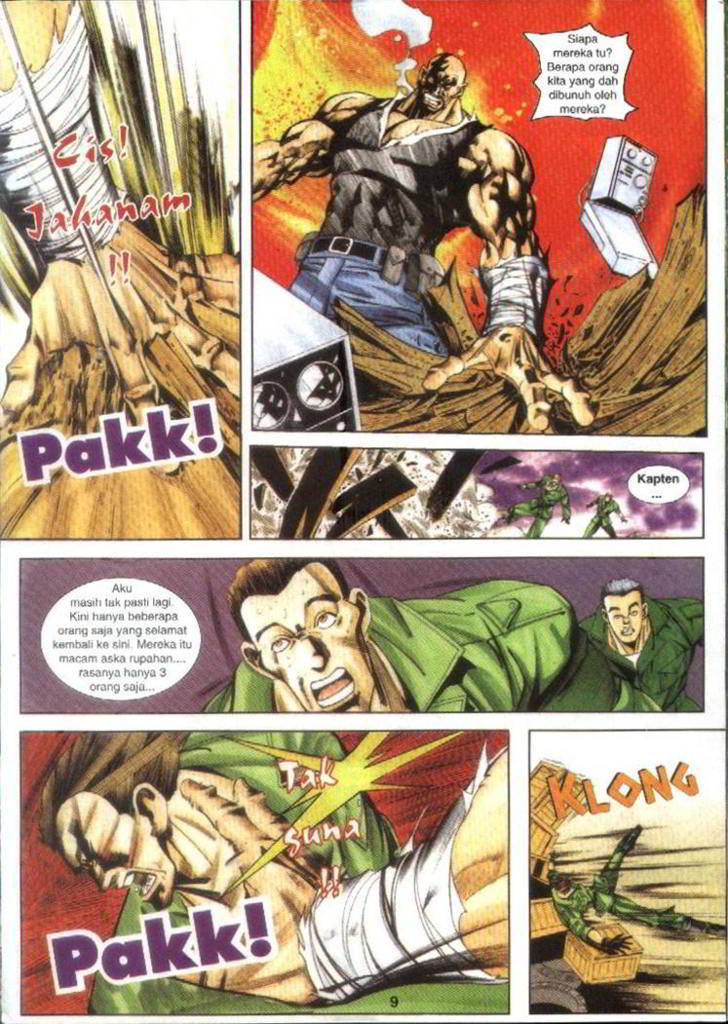 Cis!
Jahanam
!!
Pakk!
Siapa
mereka tu?
Berapa orang
kita yang dah
dibunuh oleh
mereka?
Kapten
...
Aku
masih tak pasti lagi.
Kini hanya beberapa
orang saja yang selamat
kembali ke sini. Mereka itu
macam aska rupahan....
rasanya hanya 3
orang saja...
Tak
guna
!!
Pakk!
KLONG
9